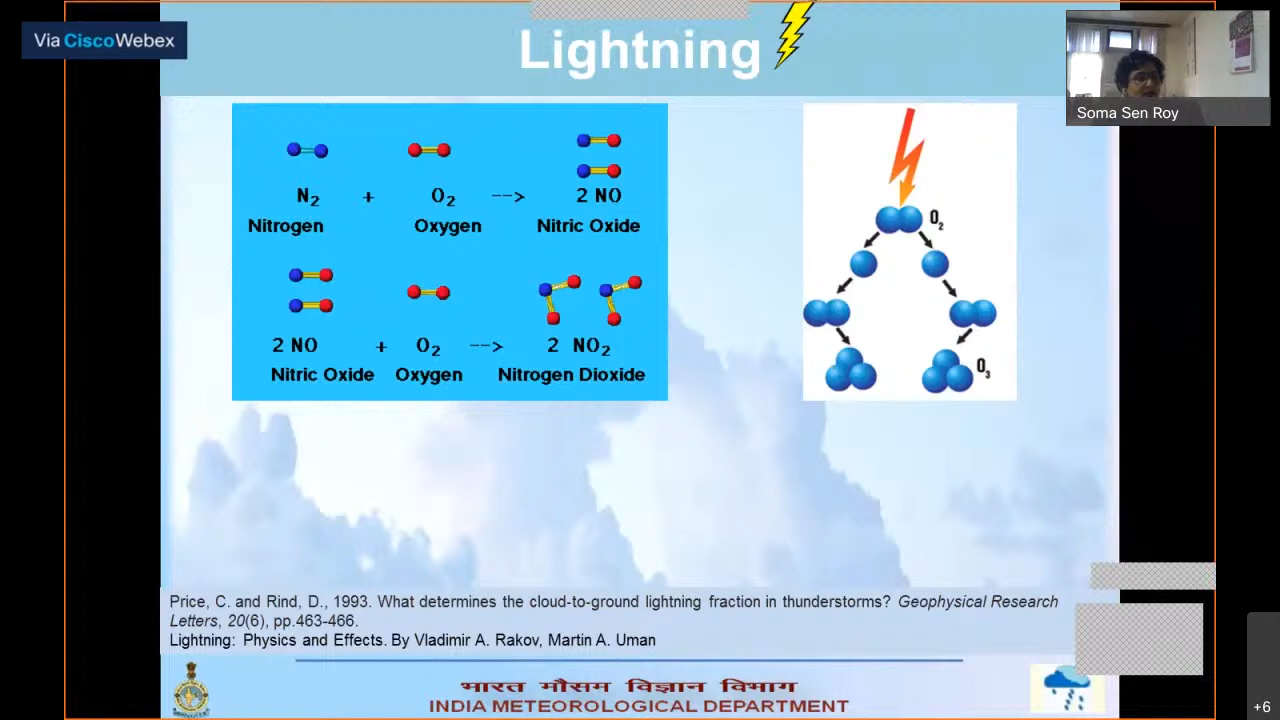 Via Cisco Webex
Lightning
Soma Sen Roy
N2 + O2 --> 2 NO
Nitrogen Oxygen Nitric Oxide
2 NO + O2 --> 2 NO2
Nitric Oxide Oxygen Nitrogen Dioxide
O2
O3
Price, C. and Rind, D., 1993. What determines the cloud-to-ground lightning fraction in thunderstorms? Geophysical Research
Letters, 20(6), pp.463-466.
Lightning: Physics and Effects. By Vladimir A. Rakov, Martin A. Uman
भारत मौसम विज्ञान विभाग
INDIA METEOROLOGICAL DEPARTMENT
+6